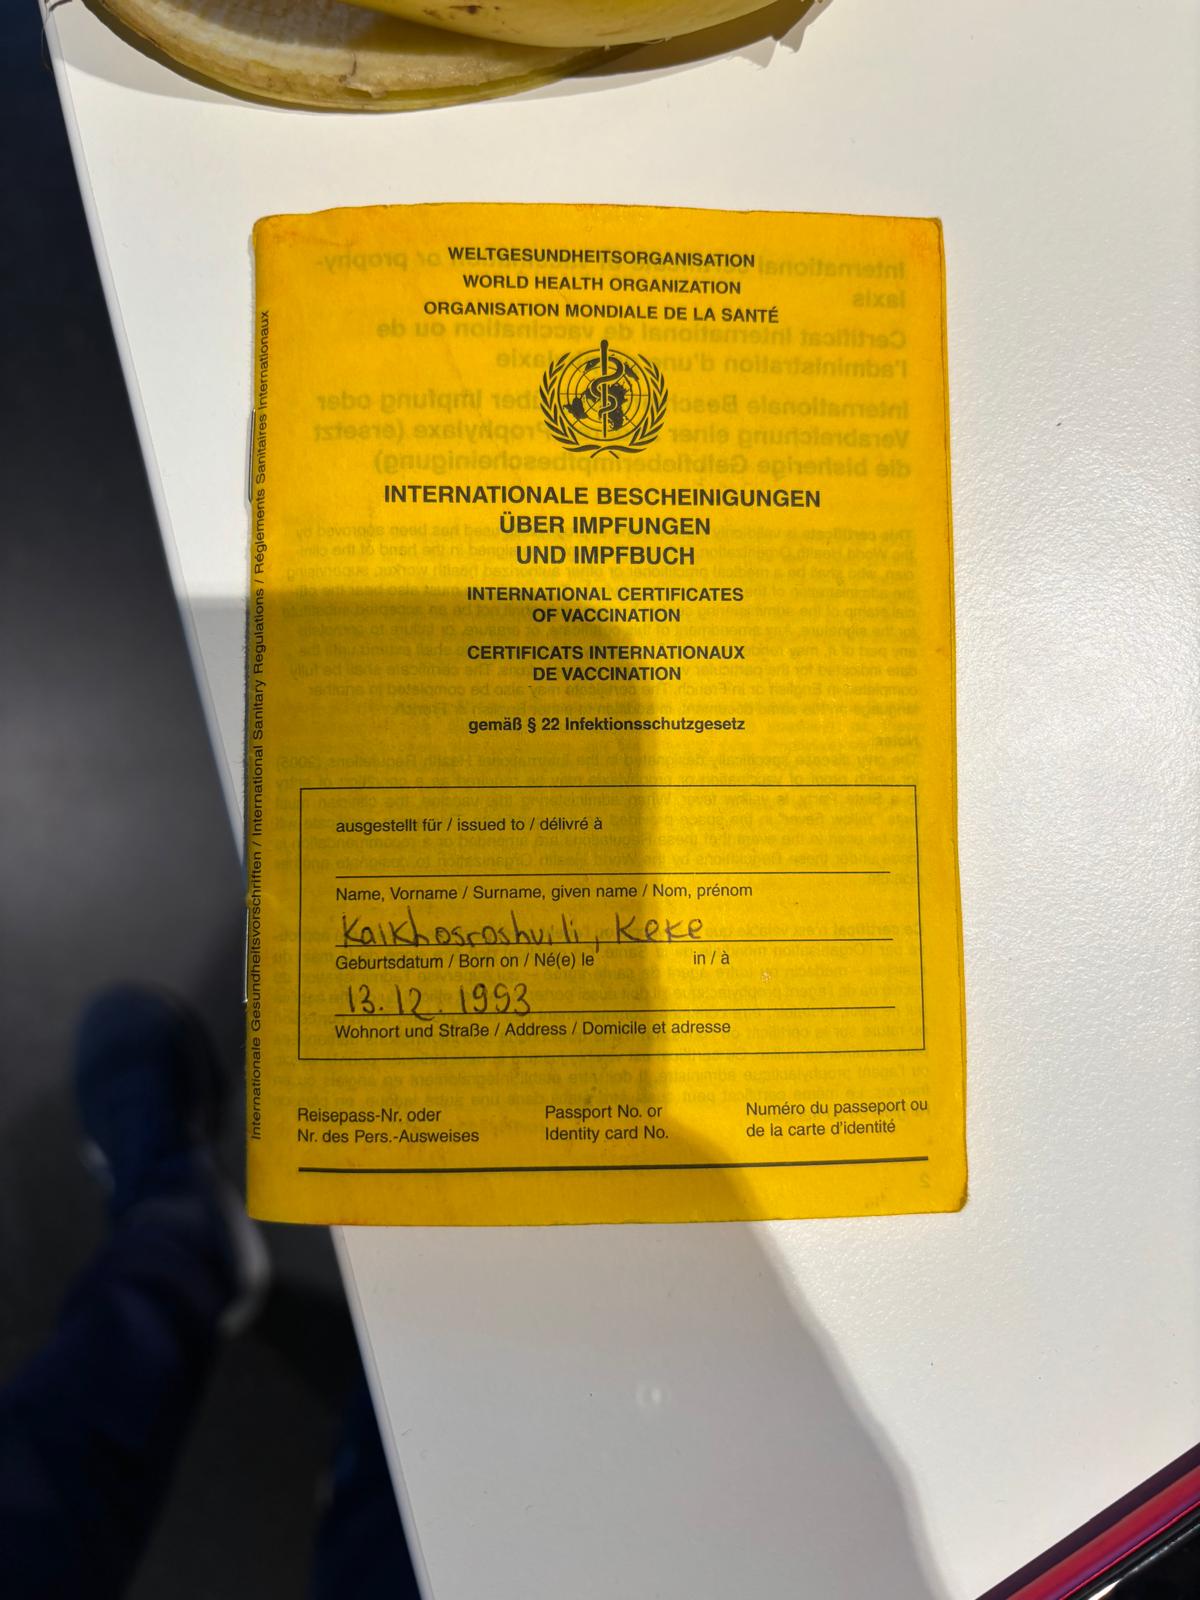 WELTGESUNDHEITSORGANISATION
WORLD HEALTH ORGANIZATION
ORGANISATION MONDIALE DE LA SANTÉ
INTERNATIONALE BESCHEINIGUNGEN
ÜBER IMPFUNGEN
UND IMPFBUCH
INTERNATIONAL CERTIFICATES
OF VACCINATION
CERTIFICATS INTERNATIONAUX
DE VACCINATION
gemäß § 22 Infektionsschutzgesetz
ausgestellt für / issued to / délivré à
Name, Vorname / Surname, given name / Nom, prénom
Kaikhosroshvili, Keke
Geburtsdatum / Born on / Né(e) le in / à
13.12.1993
Wohnort und Straße / Address / Domicile et adresse
Reisepass-Nr. oder
Nr. des Pers.-Ausweises
Passport No. or
Identity card No.
Numéro du passeport ou
de la carte d'identité
Internationale Gesundheitsvorschriften / International Sanitary Regulations / Réglements Sanitaires Internationaux